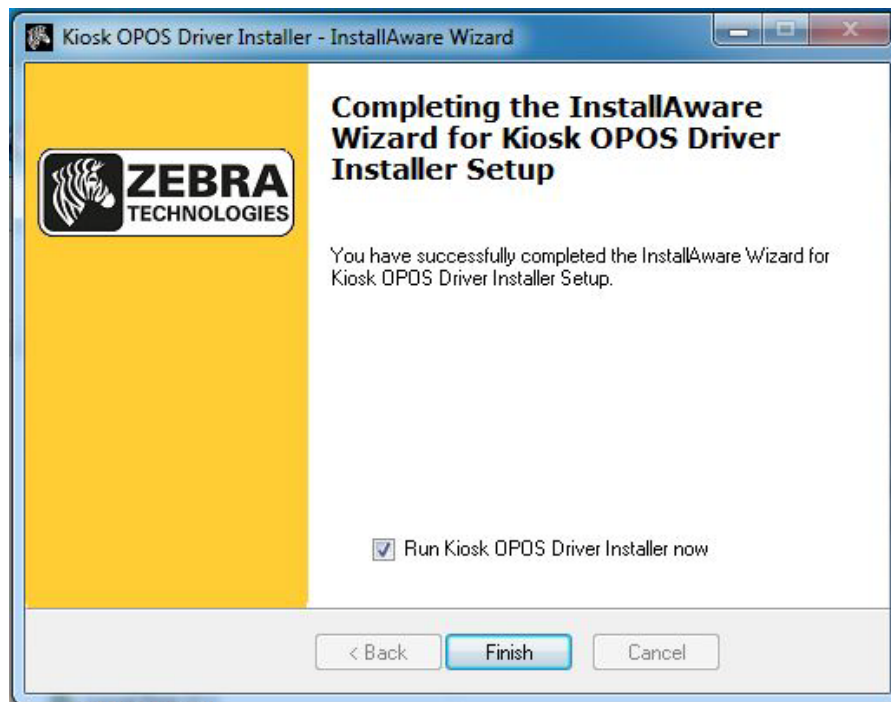 Kiosk OPOS Driver Installer - InstallAware Wizard
Completing the InstallAware
Wizard for Kiosk OPOS Driver
Installer Setup
ZEBRA
TECHNOLOGIES
You have successfully completed the InstallAware Wizard for
Kiosk OPOS Driver Installer Setup.
Run Kiosk OPOS Driver Installer now
< Back
Finish
Cancel